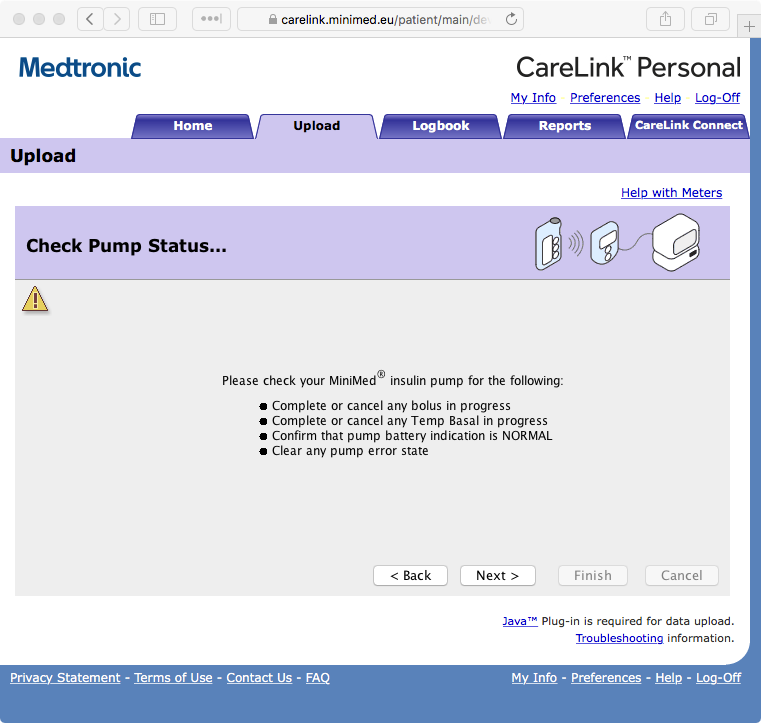 carelink.minimed.eu/patient/main/de
Medtronic
CareLink™ Personal
My Info Preferences Help Log-Off
Home Upload Logbook Reports CareLink Connect
Upload
Help with Meters
Check Pump Status...
Please check your MiniMed® insulin pump for the following:
● Complete or cancel any bolus in progress
● Complete or cancel any Temp Basal in progress
● Confirm that pump battery indication is NORMAL
● Clear any pump error state
< Back Next > Finish Cancel
Java™ Plug-in is required for data upload.
Troubleshooting information.
Privacy Statement - Terms of Use - Contact Us - FAQ My Info - Preferences - Help - Log-Off